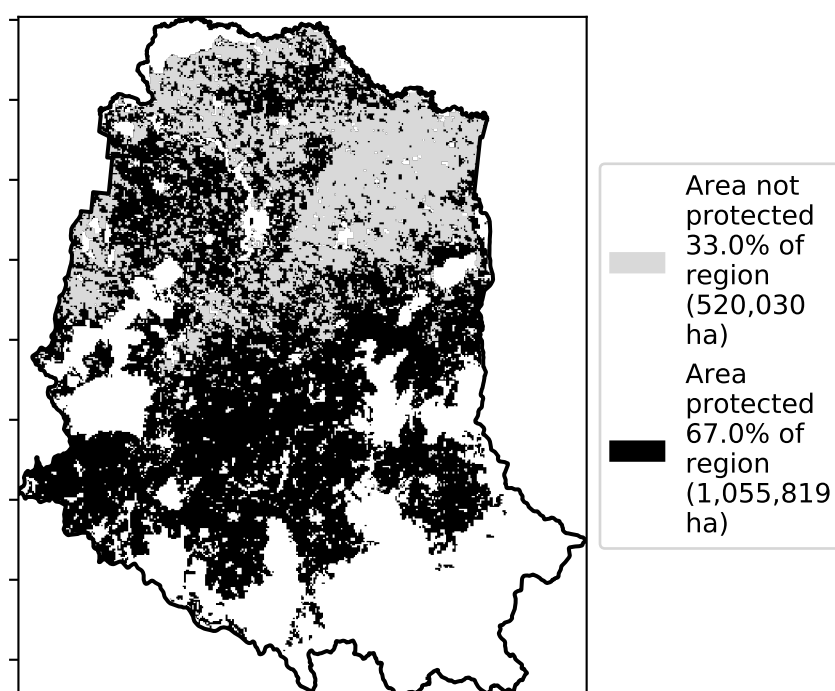 Area not
protected
33.0% of
region
(520,030
ha)
Area
protected
67.0% of
region
(1,055,819
ha)